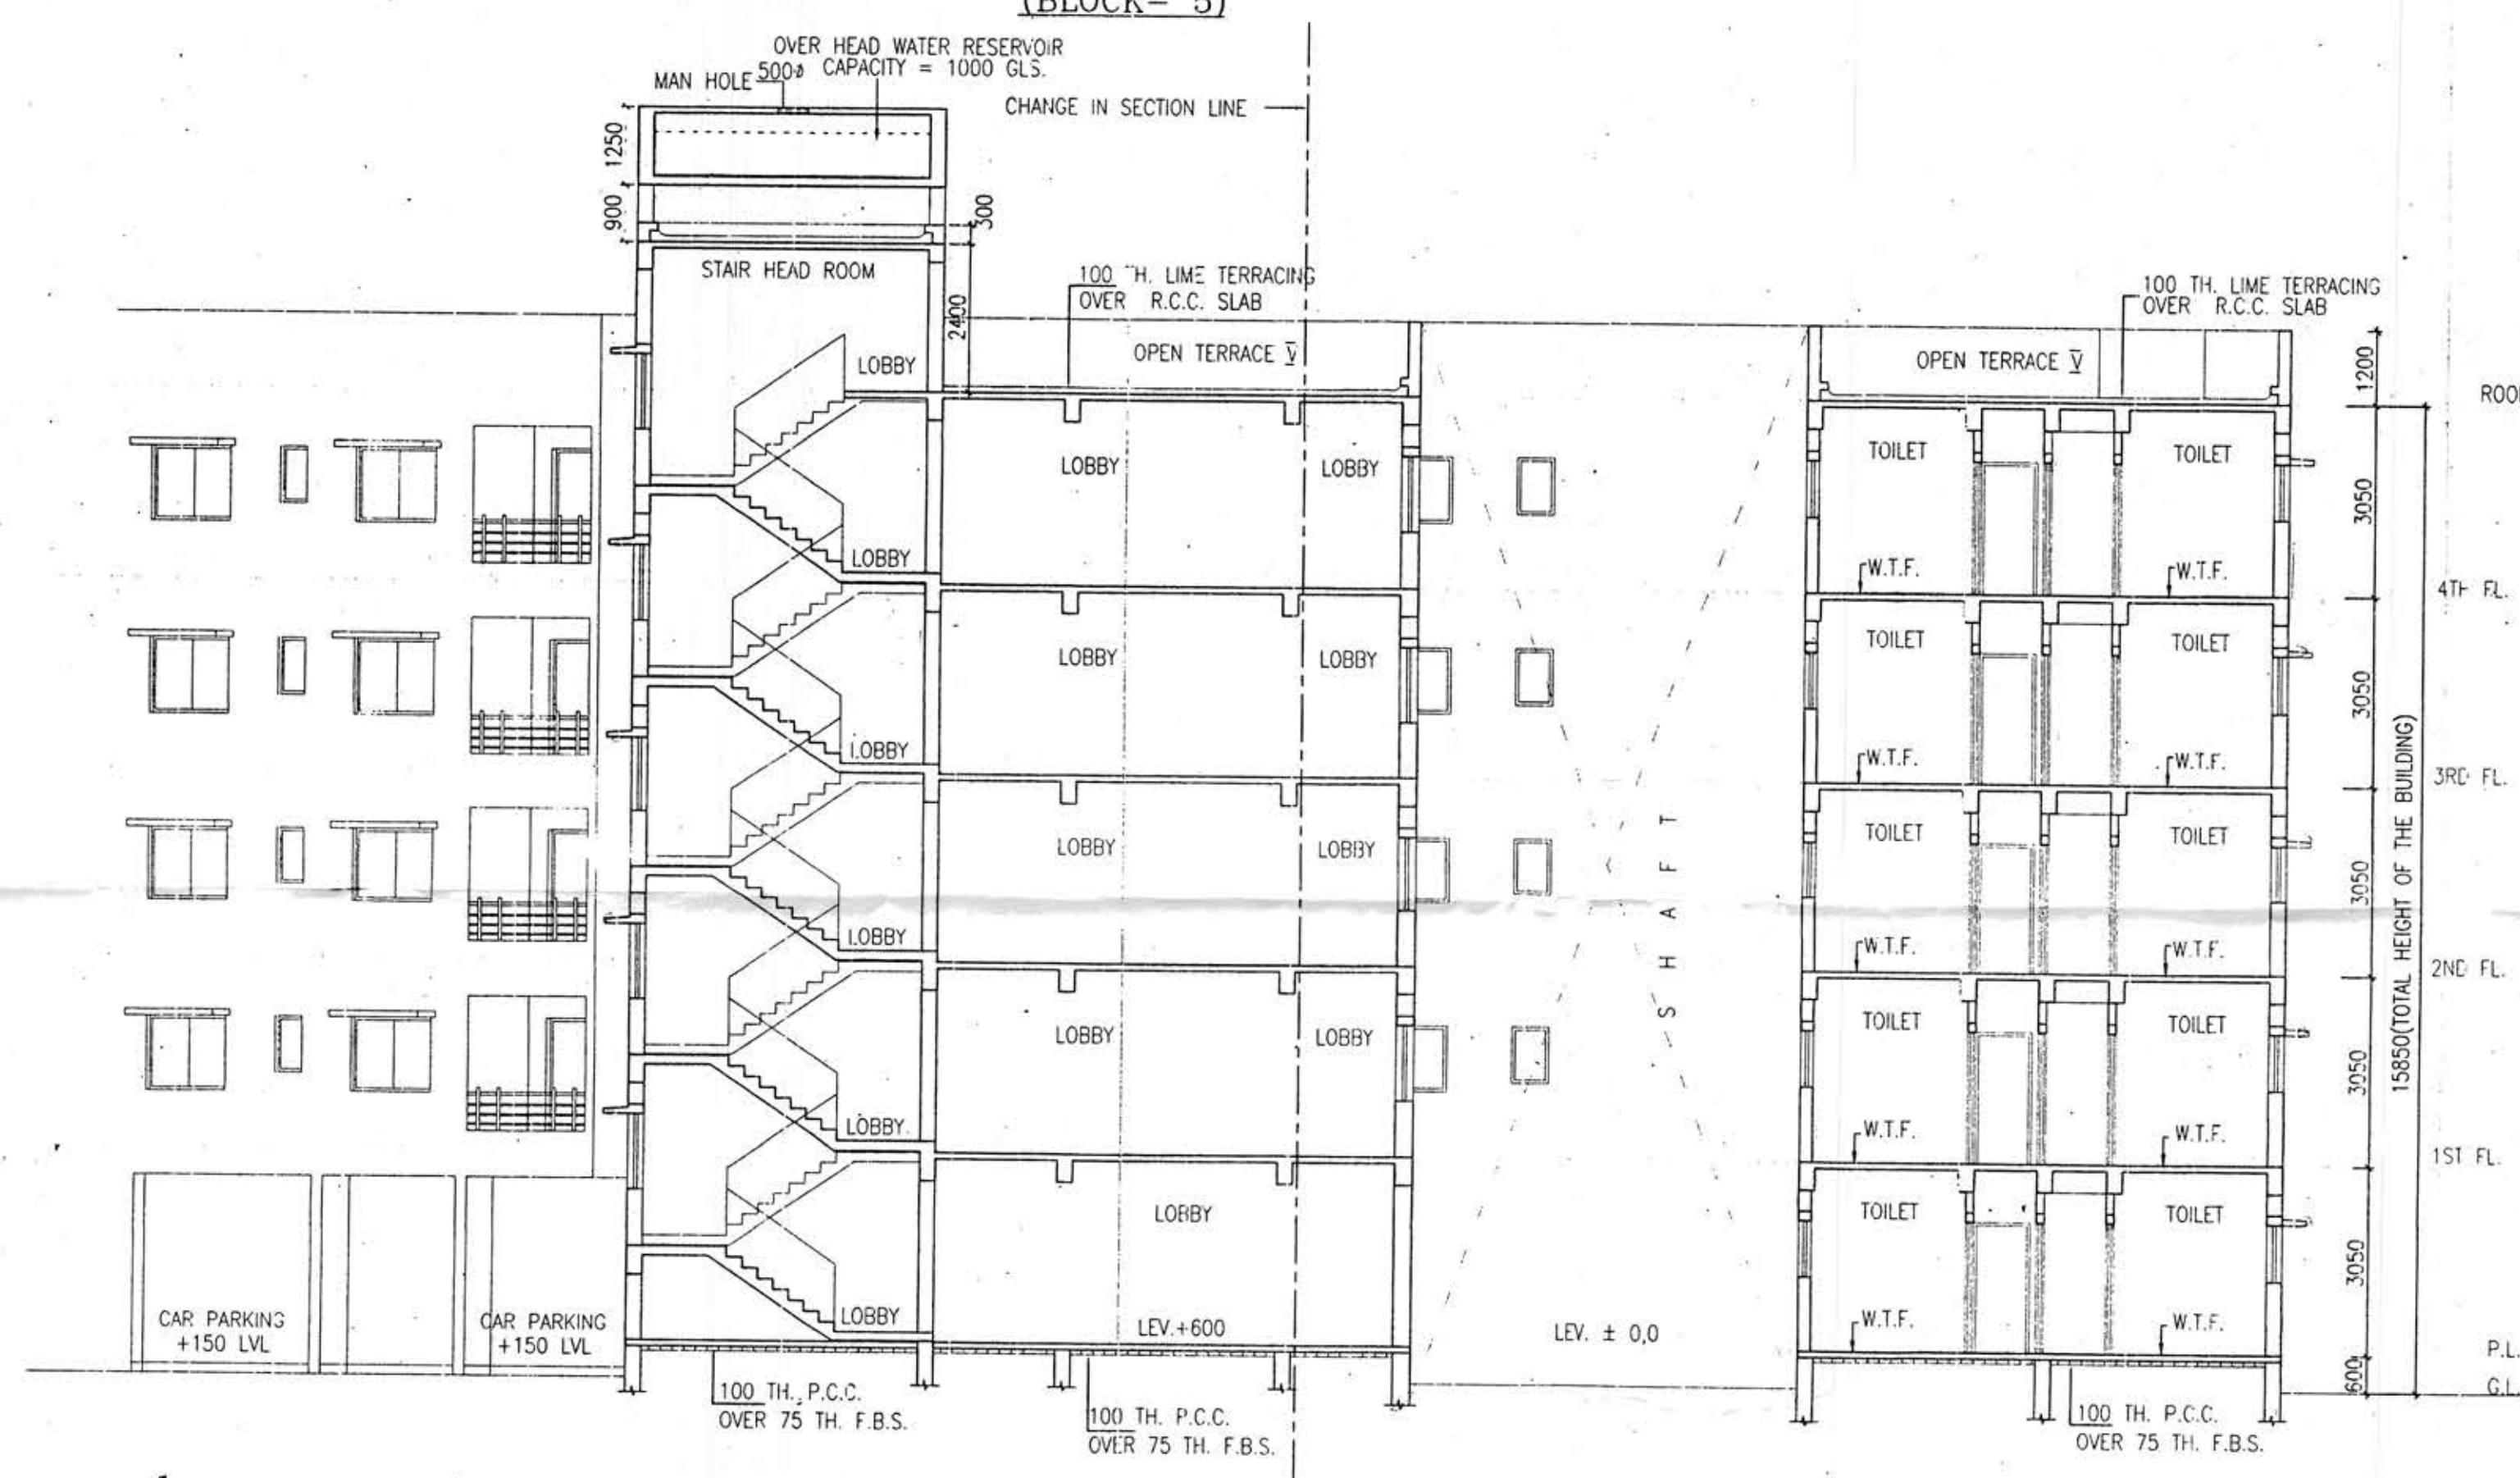 (BLOCK- 5)
OVER HEAD WATER RESERVOIR
CAPACITY = 1000 GLS.
MAN HOLE 500⌀
CHANGE IN SECTION LINE
1250
900
300
STAIR HEAD ROOM
2400
100 TH. LIME TERRACING
OVER R.C.C. SLAB
100 TH. LIME TERRACING
OVER R.C.C. SLAB
OPEN TERRACE V
OPEN TERRACE V
LOBBY
1200
LOBBY
LOBBY
TOILET
TOILET
3050
LOBBY
W.T.F.
W.T.F.
4TH FL.
LOBBY
LOBBY
TOILET
TOILET
3050
LOBBY
W.T.F.
W.T.F.
3RD FL.
LOBBY
LOBBY
TOILET
TOILET
3050
LOBBY
W.T.F.
W.T.F.
2ND FL.
SHAFT
15850(TOTAL HEIGHT OF THE BUILDING)
LOBBY
LOBBY
TOILET
TOILET
3050
LOBBY
W.T.F.
W.T.F.
1ST FL.
LOBBY
TOILET
TOILET
3050
CAR PARKING
+150 LVL
CAR PARKING
+150 LVL
LOBBY
LEV.+600
LEV. ± 0,0
W.T.F.
W.T.F.
P.L.
600
G.L.
100 TH. P.C.C.
OVER 75 TH. F.B.S.
100 TH. P.C.C.
OVER 75 TH. F.B.S.
100 TH. P.C.C.
OVER 75 TH. F.B.S.